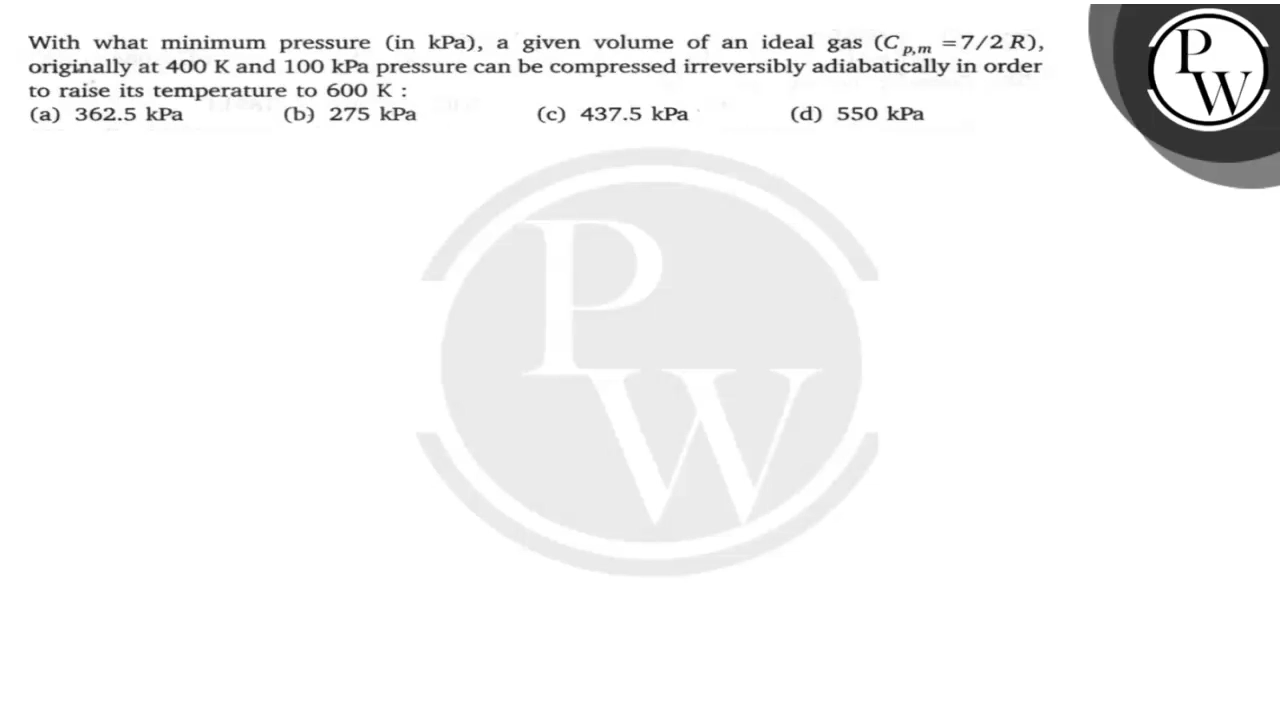 With what minimum pressure (in kPa), a given volume of an ideal gas (C p,m = 7/2 R),
originally at 400 K and 100 kPa pressure can be compressed irreversibly adiabatically in order
to raise its temperature to 600 K :
(a) 362.5 kPa (b) 275 kPa (c) 437.5 kPa (d) 550 kPa
P
W
P
W